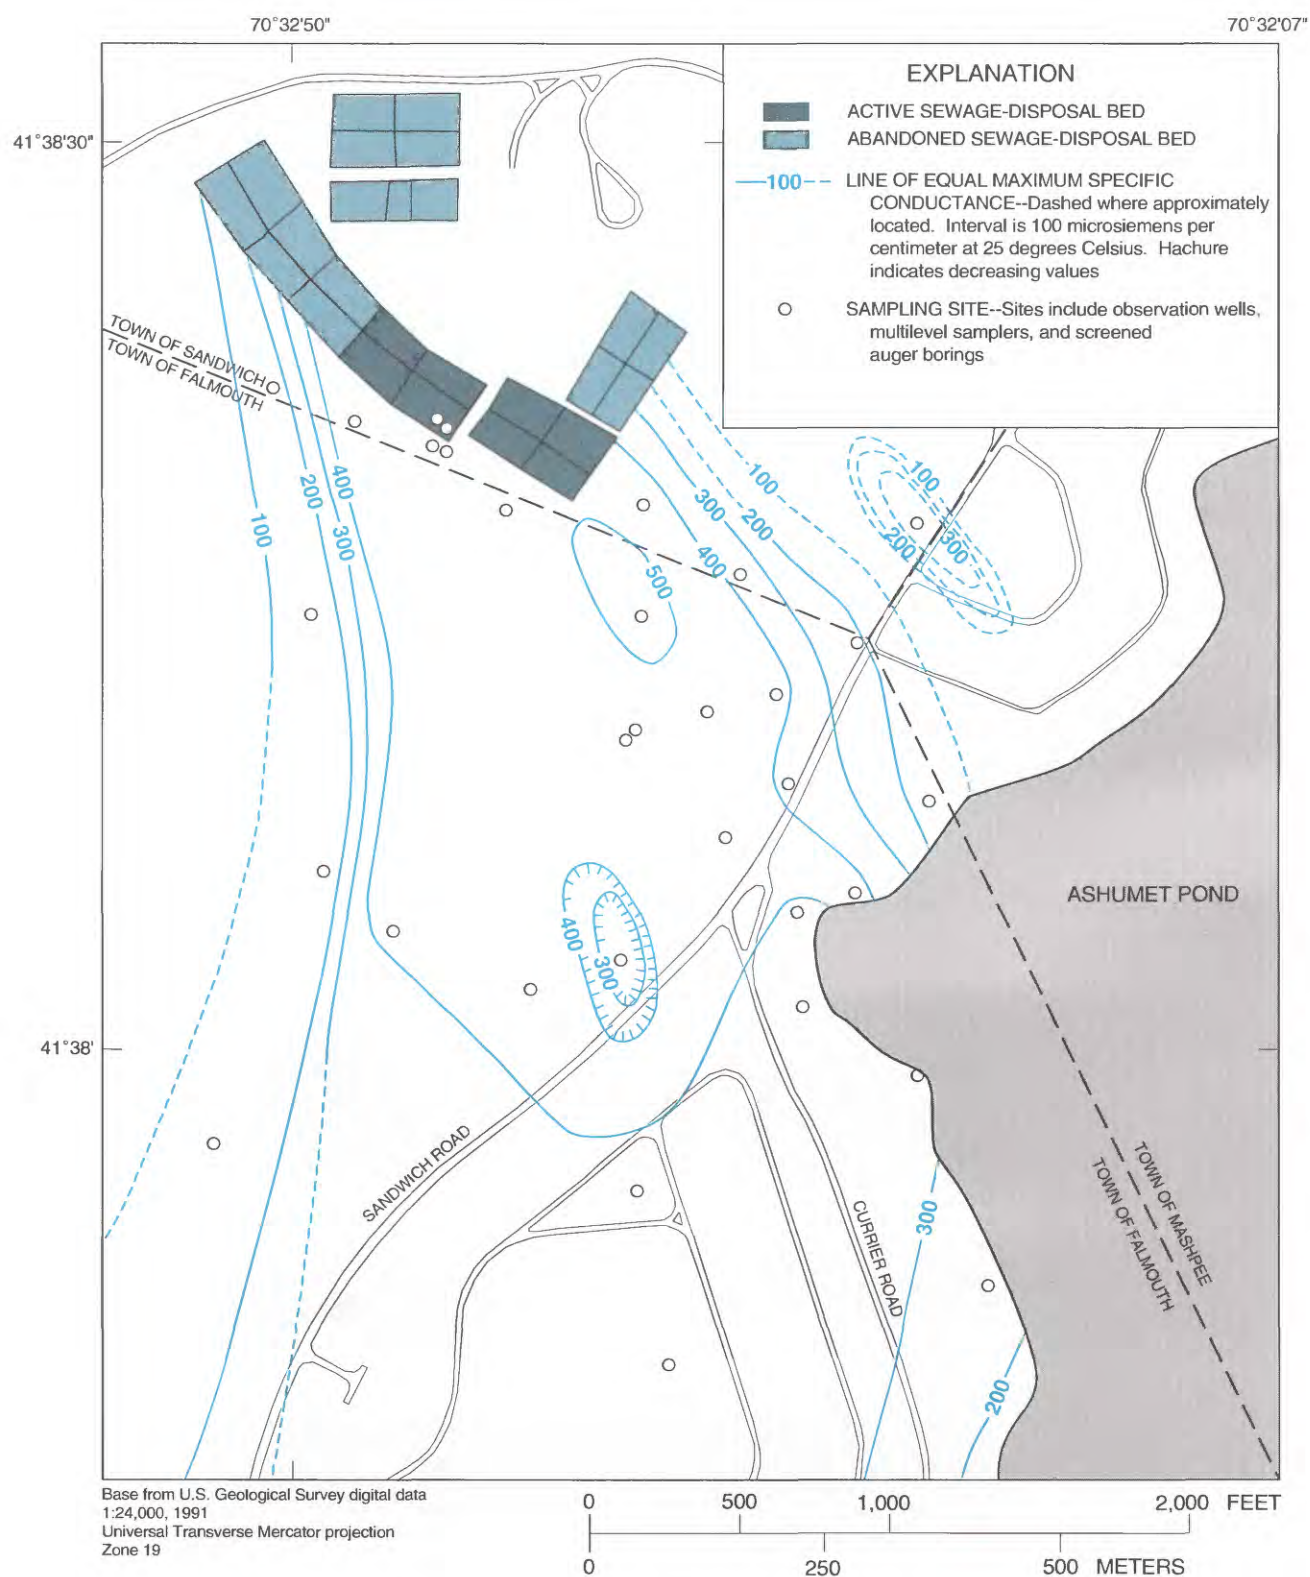 70°32'50"
70°32'07"
41°38'30"
EXPLANATION
ACTIVE SEWAGE-DISPOSAL BED
ABANDONED SEWAGE-DISPOSAL BED
100
LINE OF EQUAL MAXIMUM SPECIFIC
CONDUCTANCE--Dashed where approximately
located. Interval is 100 microsiemens per
centimeter at 25 degrees Celsius. Hachure
indicates decreasing values
SAMPLING SITE--Sites include observation wells,
multilevel samplers, and screened
auger borings
TOWN OF SANDWICH
TOWN OF FALMOUTH
100
200
300
400
500
400
300
200
100
100
200
300
400
300
ASHUMET POND
41°38'
SANDWICH ROAD
CURRIER ROAD
300
200
TOWN OF MASHPEE
TOWN OF FALMOUTH
Base from U.S. Geological Survey digital data
1:24,000, 1991
Universal Transverse Mercator projection
Zone 19
0 500 1,000 2,000 FEET
0 250 500 METERS